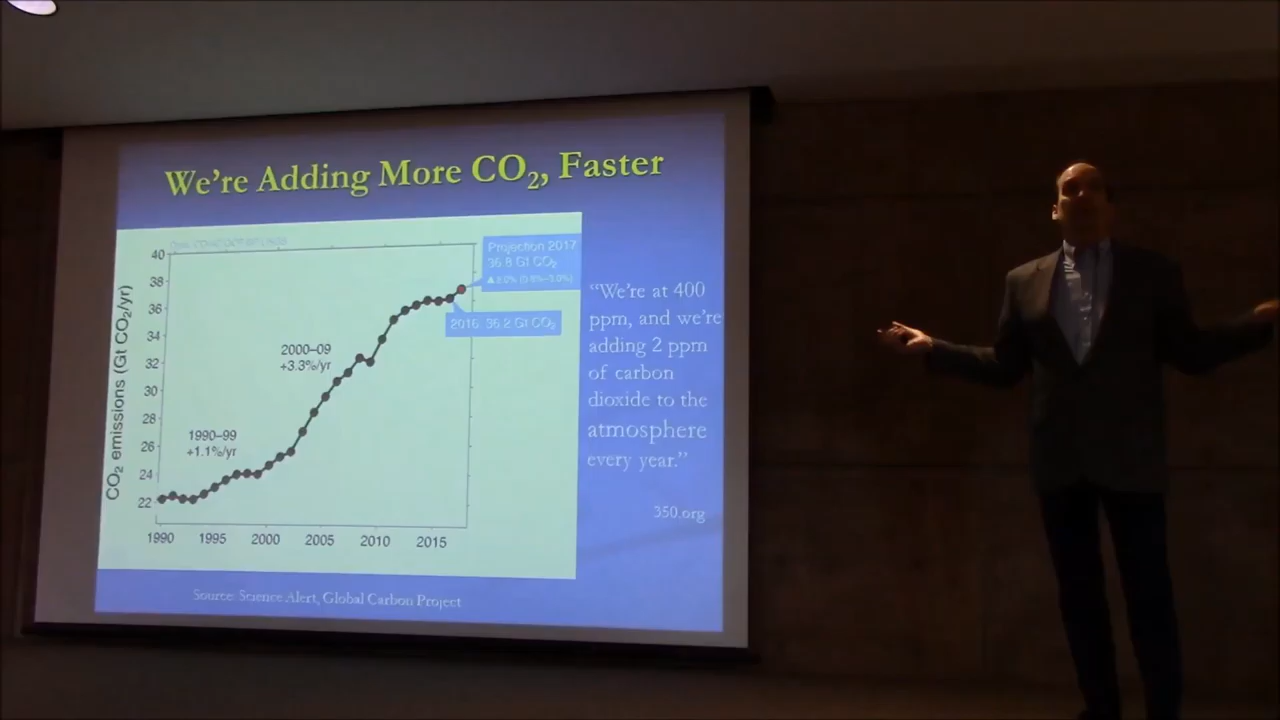 We're Adding More CO₂, Faster
40
38
36
34
32
30
28
26
24
22
CO₂ emissions (Gt CO₂/yr)
1990
1995
2000
2005
2010
2015
1990–99
+1.1%/yr
2000–09
+3.3%/yr
Projection 2017
36.8 Gt CO₂
2016: 36.2 Gt CO₂
“We're at 400
ppm, and we're
adding 2 ppm
of carbon
dioxide to the
atmosphere
every year.”
350.org
Source: Science Alert, Global Carbon Project